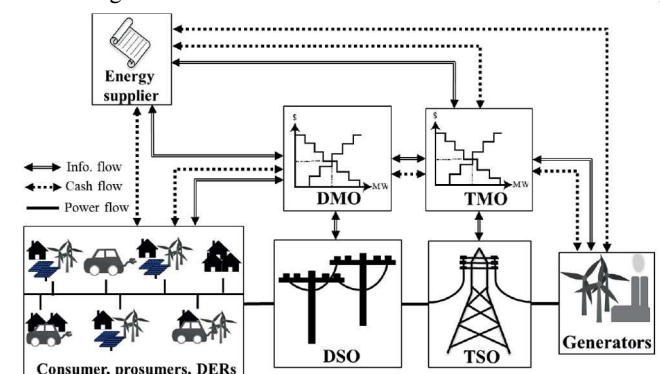 Energy
supplier
Info. flow
Cash flow
Power flow
$
MW
DMO
$
MW
TMO
Consumer, prosumers, DERs
DSO
TSO
Generators